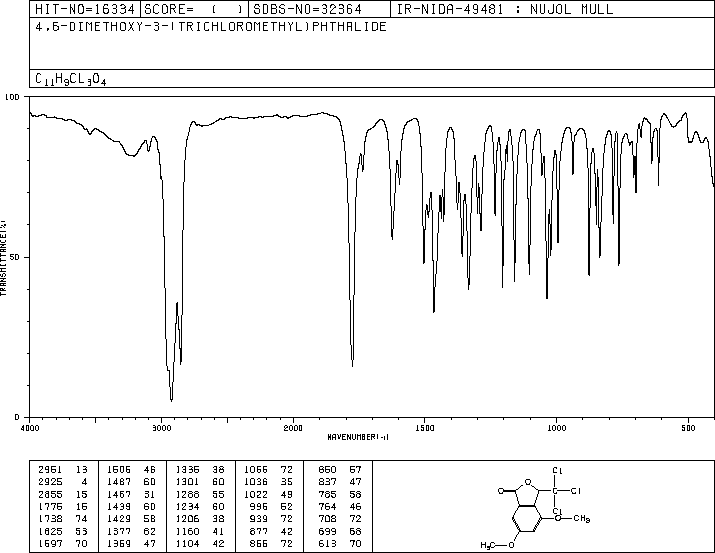 HIT-NO=16334 SCORE= ( ) SDBS-NO=32364 IR-NIDA-49481 : NUJOL MULL
4,6-DIMETHOXY-3-(TRICHLOROMETHYL)PHTHALIDE
C11H9CL3O4
100
50
0
TRANSMITTANCE(%)
4000 3000 2000 1500 1000 500
WAVENUMBER(-1)
2961 13 1506 46 1336 38 1066 72 860 57
2925 4 1487 60 1301 60 1036 35 837 47
2855 15 1467 31 1288 55 1022 49 785 58
1776 16 1439 60 1234 60 996 52 764 46
1738 74 1429 58 1206 38 939 72 708 72
1625 53 1377 62 1160 41 877 42 699 68
1597 70 1369 47 1104 42 866 72 613 70
Cl
O O C Cl
Cl
O CH3
H3C O